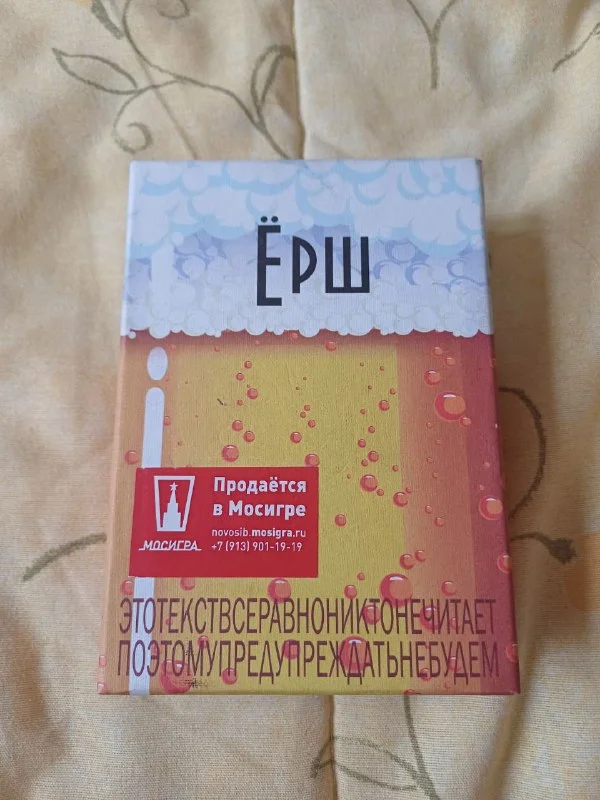 ЁРШ
Продаётся
в Мосигре
novosib.mosigra.ru
+7 (913) 901-19-19
МОСИГРА
ЭТОТЕКСТВСЕРАВНОНИКТОНЕЧИТАЕТ
ПОЭТОМУПРЕДУПРЕЖДАТЬНЕБУДЕМ